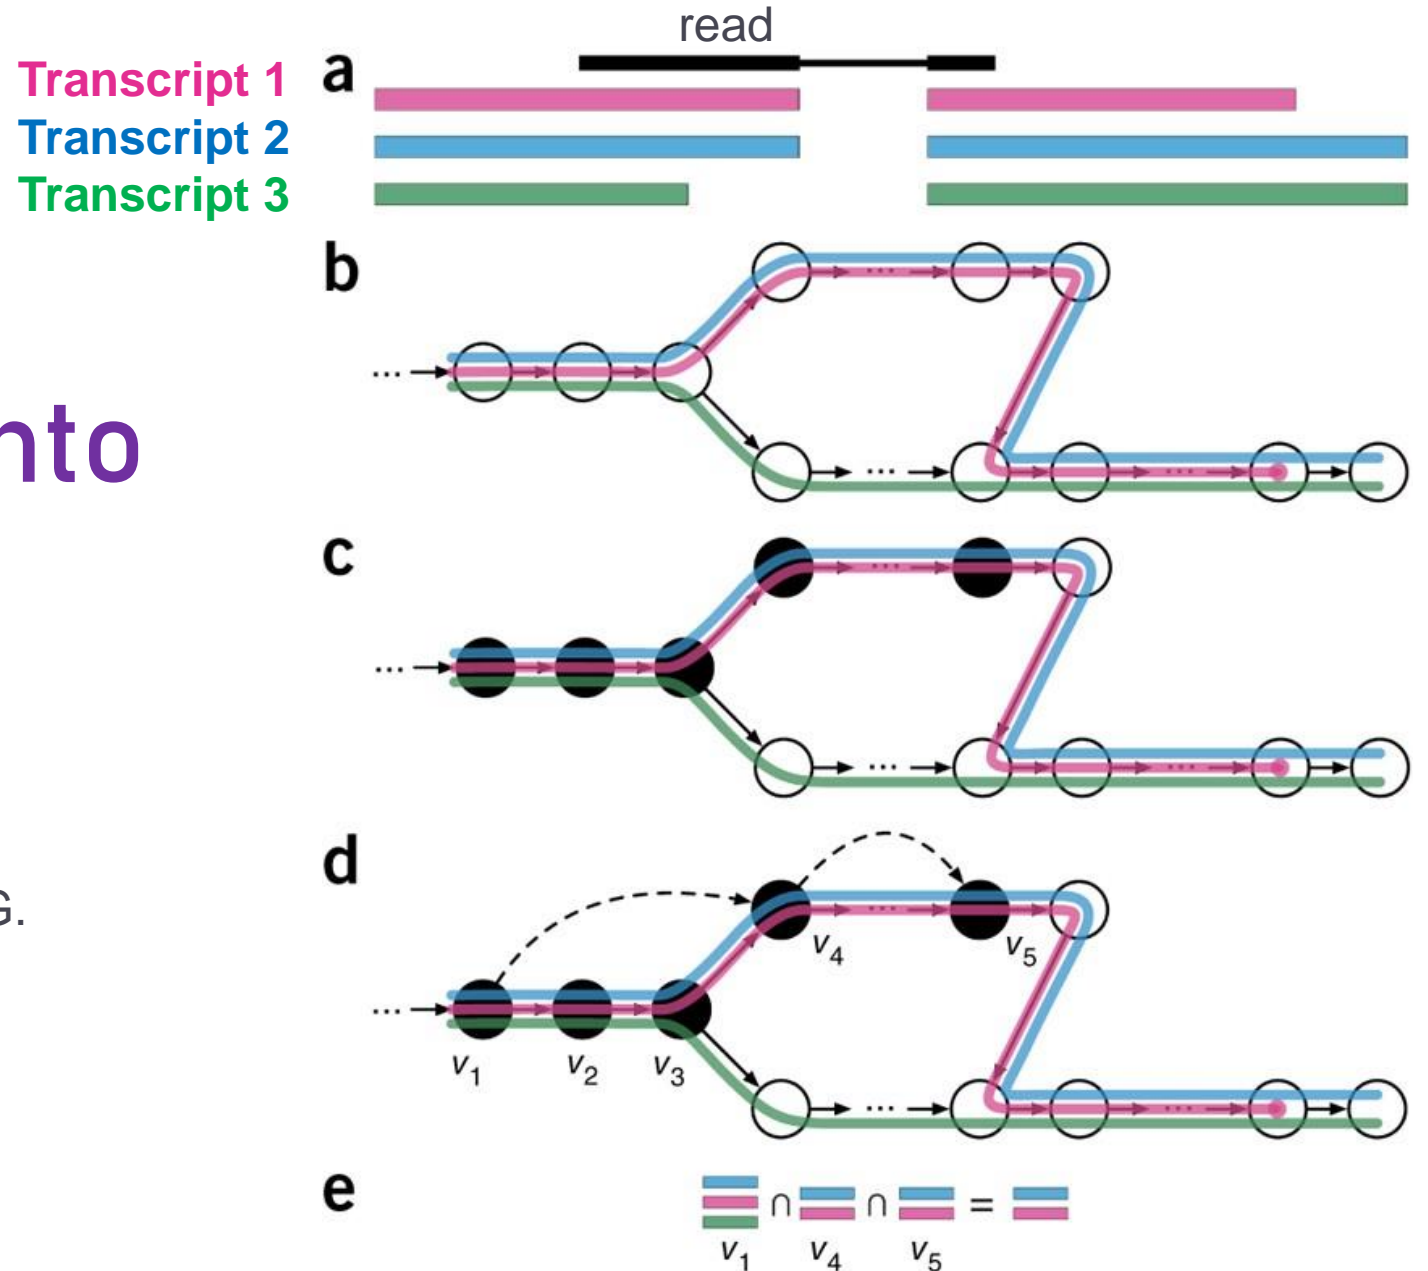 read
a
Transcript 1
Transcript 2
Transcript 3
b
...
...
...
...
nto
c
...
...
...
...
d
G.
...
v4
v5
...
v1
v2
v3
...
...
e
∩ ∩ =
v1 v4 v5